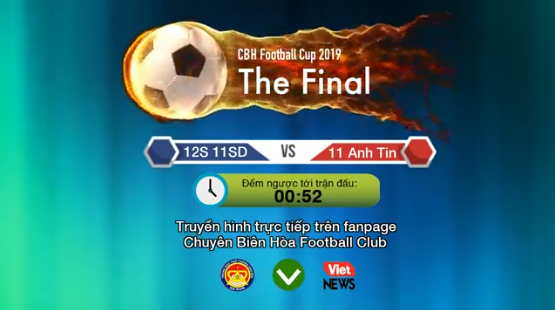 CBH Football Cup 2019
The Final
12S 11SD VS 11 Anh Tin
Đếm ngược tới trận đấu:
00:52
Truyền hình trực tiếp trên fanpage
Chuyên Biên Hòa Football Club
Viet
NEWS